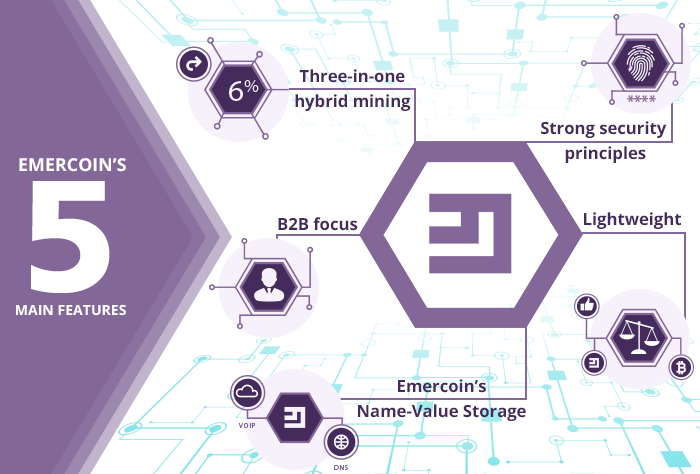 EMERCOIN'S
5
MAIN FEATURES
6%
Three-in-one
hybrid mining
****
Strong security
principles
B2B focus
Lightweight
Emercoin's
Name-Value Storage
VOIP
DNS